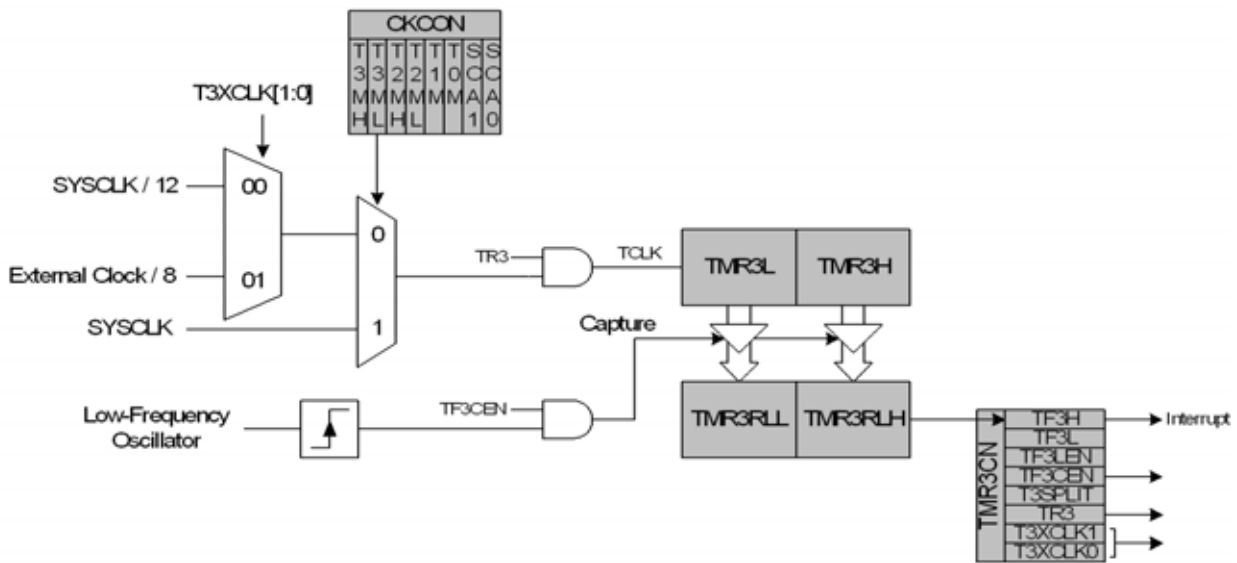 CKCON
T3MH T3ML T2MH T2ML T1M T0M SCA1 SCA0
T3XCLK[1:0]
SYSCLK / 12
00
External Clock / 8
01
SYSCLK
0
1
TR3
TCLK
TMR3L
TMR3H
Capture
Low-Frequency
Oscillator
TF3CEN
TMR3RLL
TMR3RLH
TMR3CN
TF3H
Interrupt
TF3L
TF3LEN
TF3CEN
T3SPLIT
TR3
T3XCLK1
T3XCLK0